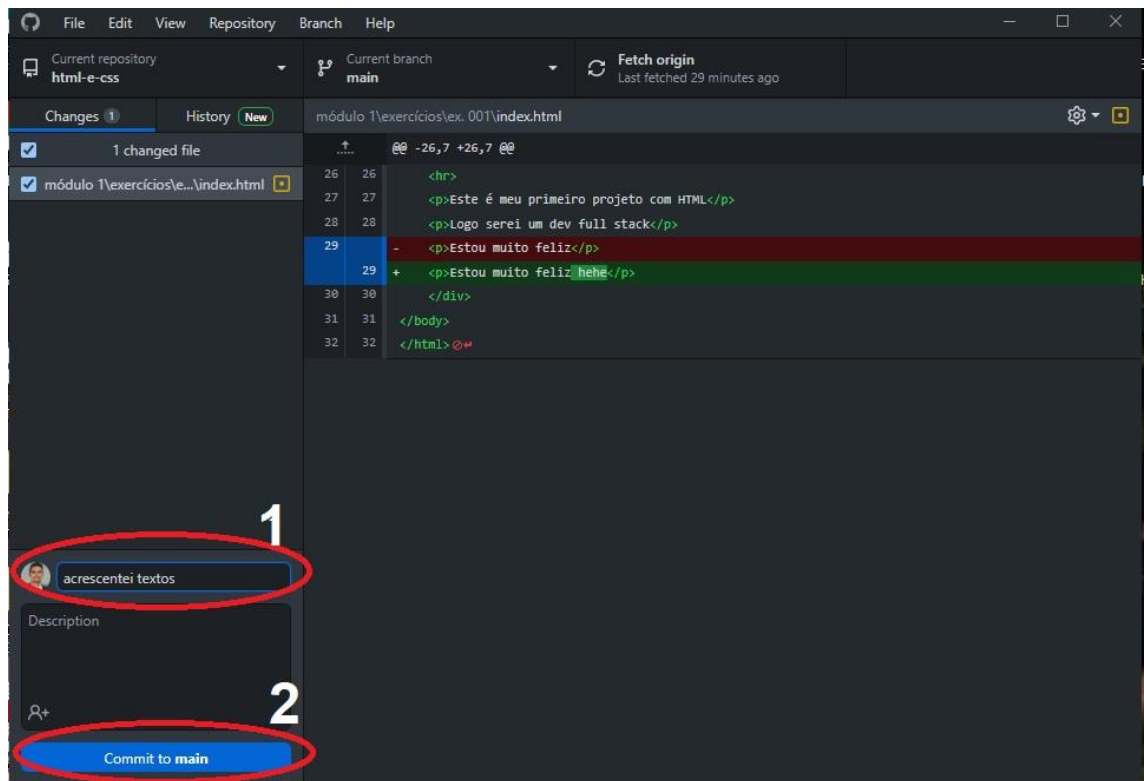 File Edit View Repository Branch Help
Current repository
html-e-css
Current branch
main
Fetch origin
Last fetched 29 minutes ago
Changes 1
History New
módulo 1\exercícios\ex. 001\index.html
1 changed file
módulo 1\exercícios\e...\index.html
@@ -26,7 +26,7 @@
26 26 <hr>
27 27 <p>Este é meu primeiro projeto com HTML</p>
28 28 <p>Logo serei um dev full stack</p>
29 - <p>Estou muito feliz</p>
29 + <p>Estou muito feliz hehe</p>
30 30 </div>
31 31 </body>
32 32 </html>
1
acrescentei textos
Description
2
Commit to main